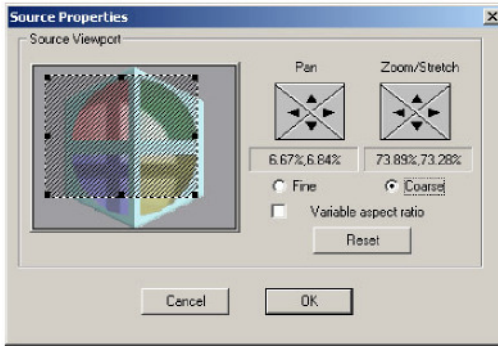 Source Properties
Source Viewport
Pan
Zoom/Stretch
6.67%,6.84%
73.89%,73.28%
Fine
Coarse
Variable aspect ratio
Reset
Cancel
OK